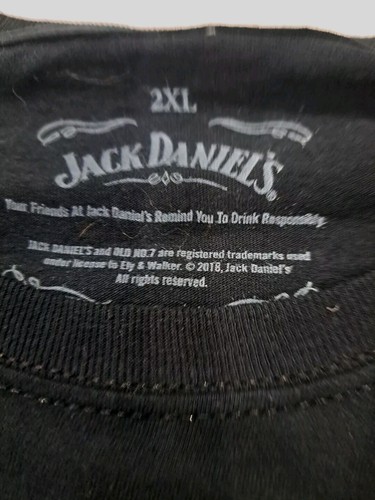 2XL
JACK DANIEL'S®
Your Friends At Jack Daniel's Remind You To Drink Responsibly.
JACK DANIEL'S and OLD NO.7 are registered trademarks used
under license to Ely & Walker. © 2018, Jack Daniel's
All rights reserved.